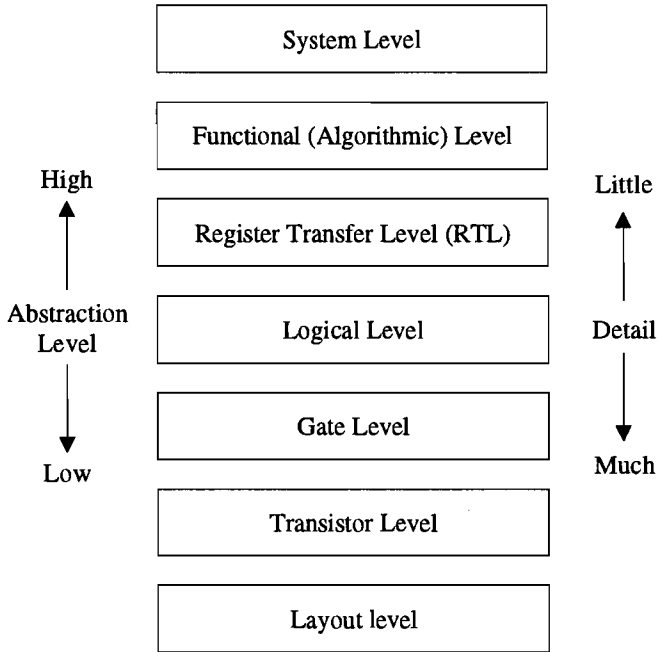 System Level
Functional (Algorithmic) Level
High
Little
Register Transfer Level (RTL)
Abstraction
Level
Logical Level
Detail
Gate Level
Low
Much
Transistor Level
Layout level